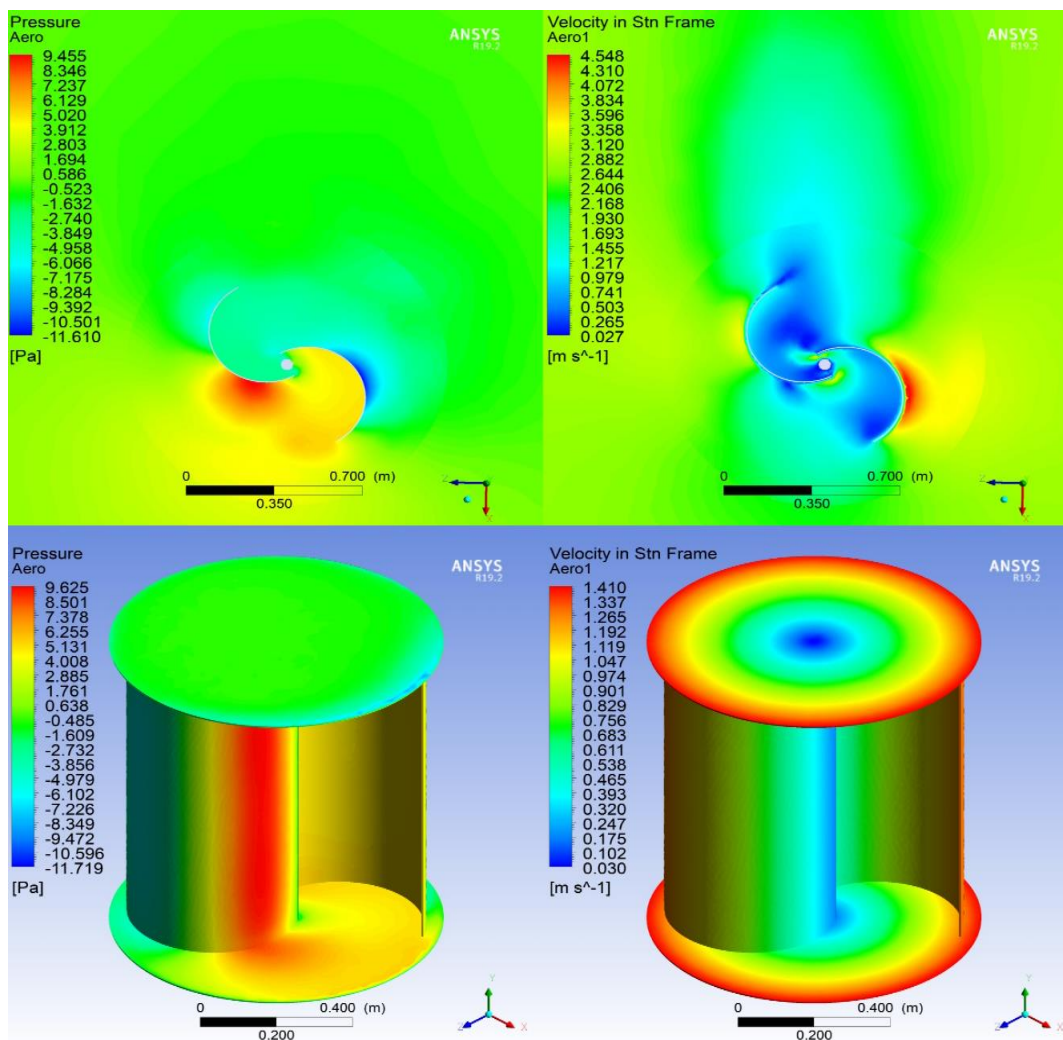 Pressure
Aero
9.455
8.346
7.237
6.129
5.020
3.912
2.803
1.694
0.586
-0.523
-1.632
-2.740
-3.849
-4.958
-6.066
-7.175
-8.284
-9.392
-10.501
-11.610
[Pa]
ANSYS
R19.2
0 0.700 (m)
0.350
Z
X
Velocity in Stn Frame
Aero1
4.548
4.310
4.072
3.834
3.596
3.358
3.120
2.882
2.644
2.406
2.168
1.930
1.693
1.455
1.217
0.979
0.741
0.503
0.265
0.027
[m s^-1]
ANSYS
R19.2
0 0.700 (m)
0.350
Z
X
Pressure
Aero
9.625
8.501
7.378
6.255
5.131
4.008
2.885
1.761
0.638
-0.485
-1.609
-2.732
-3.856
-4.979
-6.102
-7.226
-8.349
-9.472
-10.596
-11.719
[Pa]
ANSYS
R19.2
0 0.400 (m)
0.200
Y
Z X
Velocity in Stn Frame
Aero1
1.410
1.337
1.265
1.192
1.119
1.047
0.974
0.901
0.829
0.756
0.683
0.611
0.538
0.465
0.393
0.320
0.247
0.175
0.102
0.030
[m s^-1]
ANSYS
R19.2
0 0.400 (m)
0.200
Y
Z X